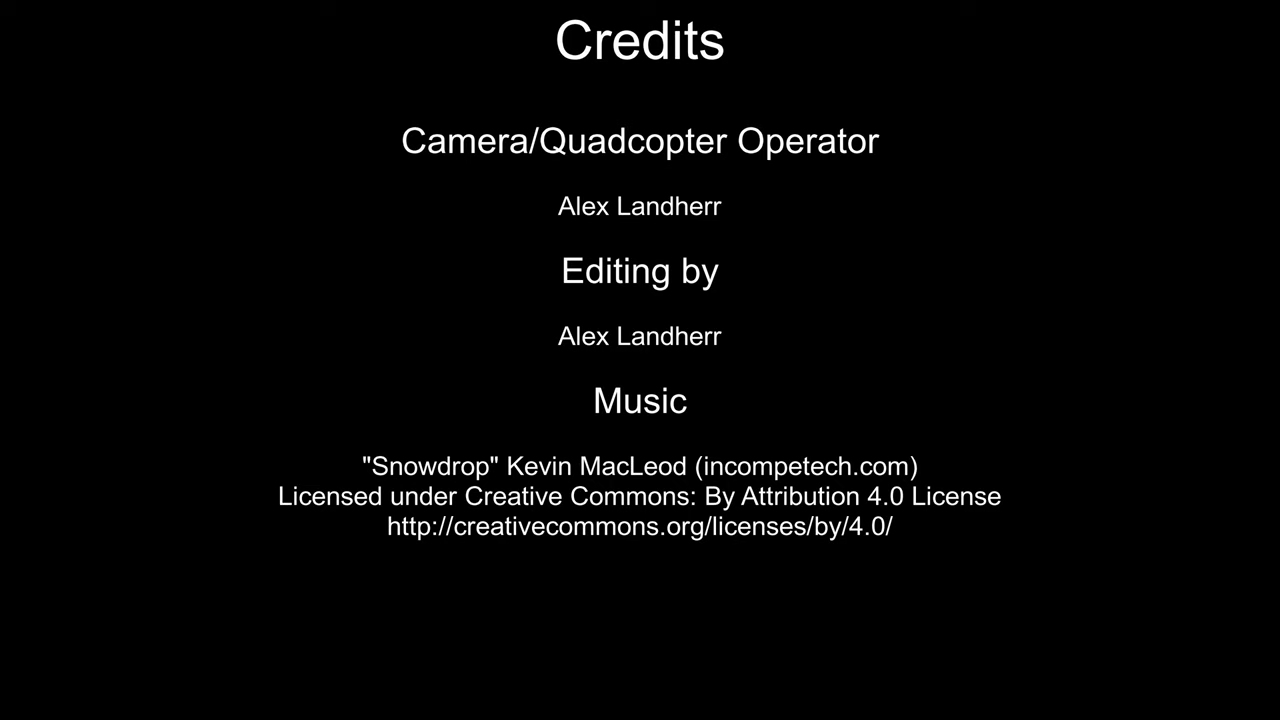 Credits
Camera/Quadcopter Operator
Alex Landherr
Editing by
Alex Landherr
Music
"Snowdrop" Kevin MacLeod (incompetech.com)
Licensed under Creative Commons: By Attribution 4.0 License
http://creativecommons.org/licenses/by/4.0/